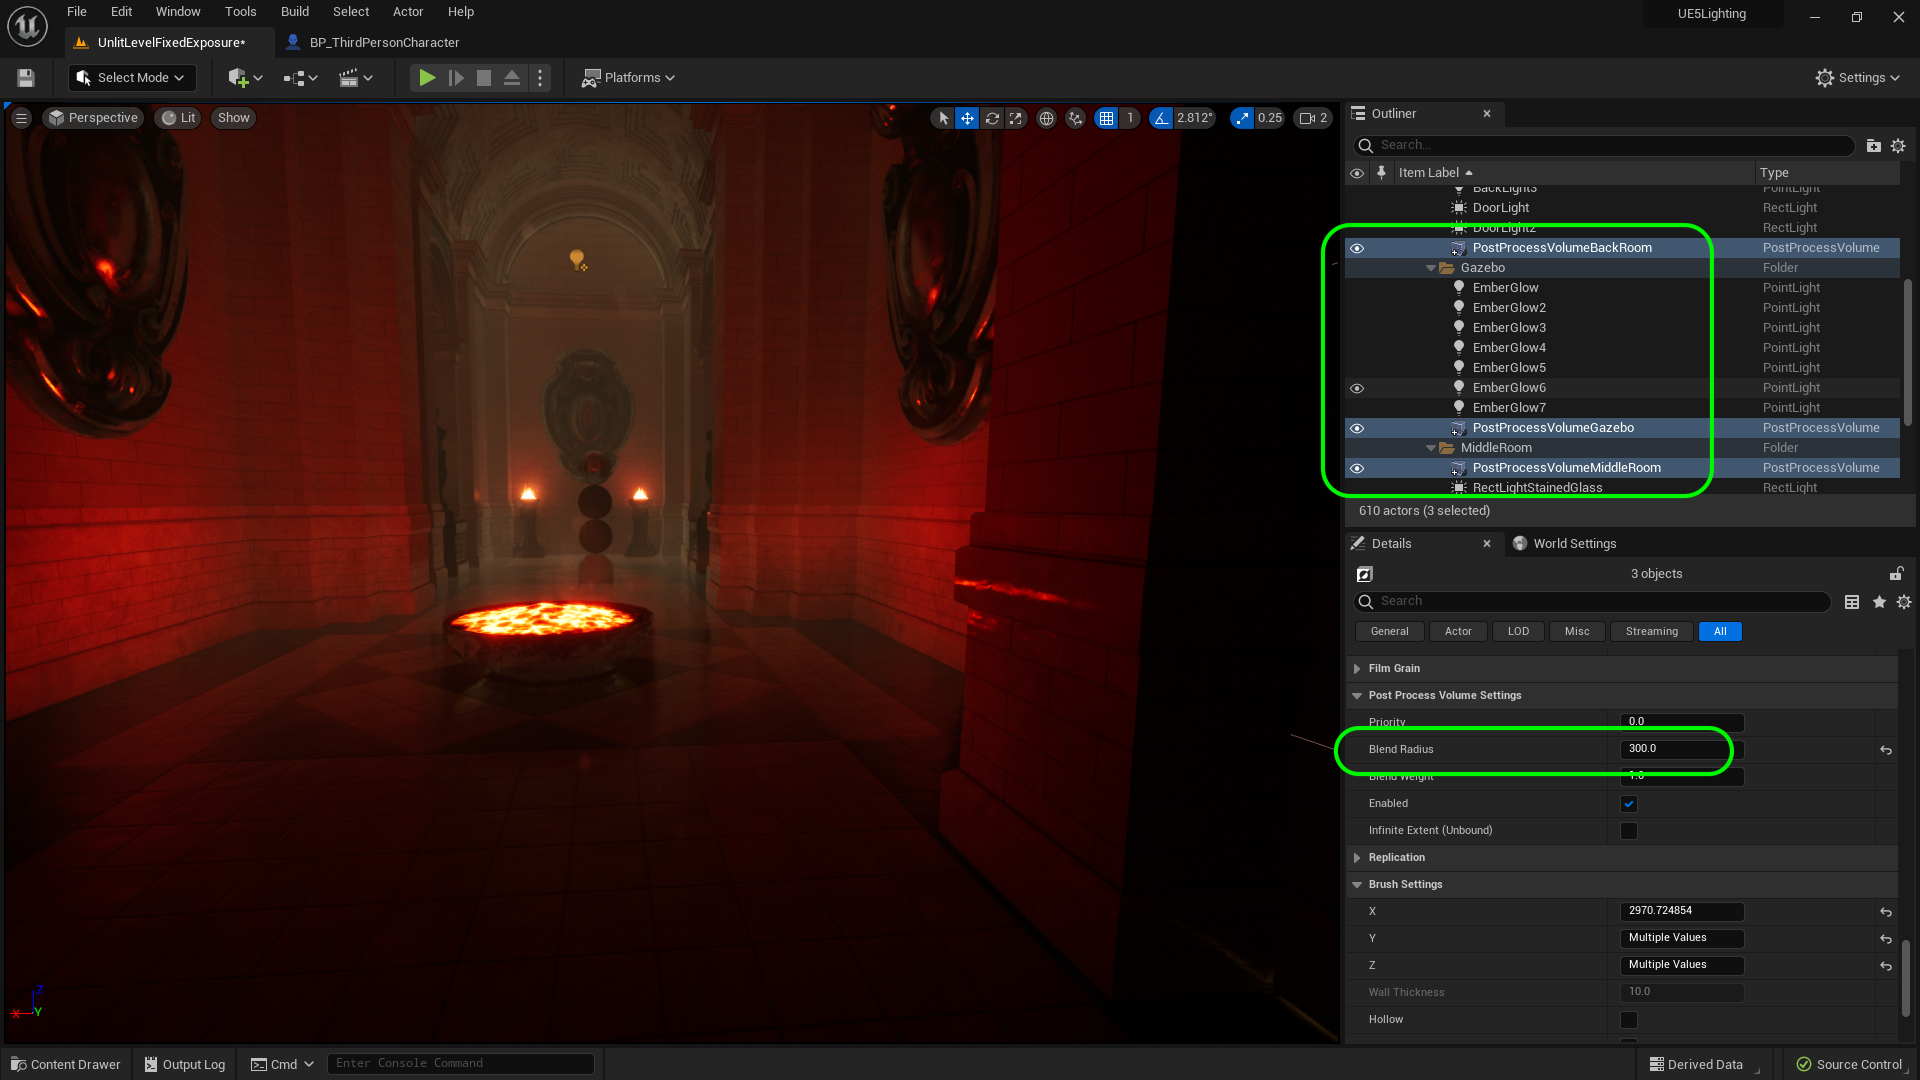 File Edit Window Tools Build Select Actor Help
UE5Lighting
UnlitLevelFixedExposure*
BP_ThirdPersonCharacter
Select Mode
Platforms
Settings
Perspective
Lit
Show
1
2.812°
0.25
2
Outliner
Search...
Item Label
Type
BackLight3 PointLight
DoorLight RectLight
DoorLight2
PostProcessVolumeBackRoom PostProcessVolume
Gazebo Folder
EmberGlow PointLight
EmberGlow2 PointLight
EmberGlow3 PointLight
EmberGlow4 PointLight
EmberGlow5 PointLight
EmberGlow6 PointLight
EmberGlow7 PointLight
PostProcessVolumeGazebo PostProcessVolume
MiddleRoom Folder
PostProcessVolumeMiddleRoom PostProcessVolume
RectLightStainedGlass RectLight
610 actors (3 selected)
Details
World Settings
3 objects
Search
General Actor LOD Misc Streaming All
Film Grain
Post Process Volume Settings
Priority 0.0
Blend Radius 300.0
Blend Weight 1.0
Enabled
Infinite Extent (Unbound)
Replication
Brush Settings
X 2970.724854
Y Multiple Values
Z Multiple Values
Wall Thickness 10.0
Hollow
Z
X
Y
Content Drawer
Output Log
Cmd
Enter Console Command
Derived Data
Source Control